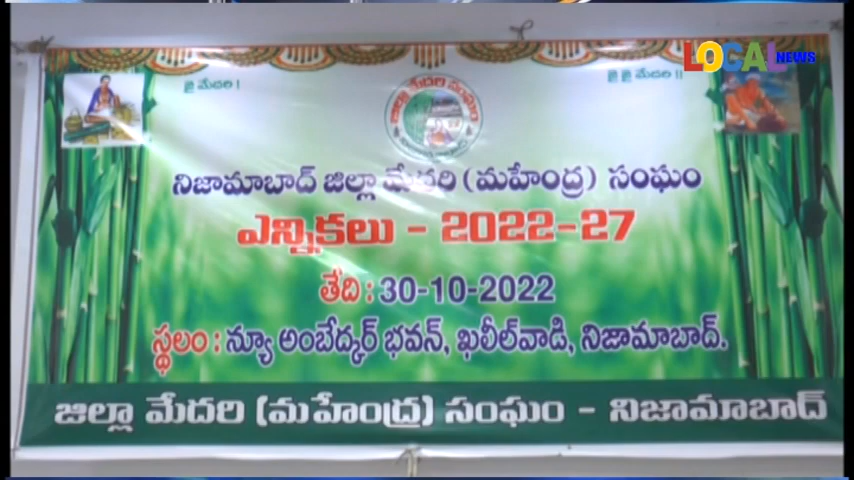 LOCAL NEWS
జై మేదరి !
జై జై మేదరి !!
జిల్లా మేదరి సంఘం
నిజామాబాద్ జిల్లా మేదరి (మహేంద్ర) సంఘం
ఎన్నికలు - 2022-27
తేది : 30-10-2022
స్థలం : న్యూ అంబేద్కర్ భవన్, ఖలీల్‌వాడి, నిజామాబాద్.
జిల్లా మేదరి (మహేంద్ర) సంఘం - నిజామాబాద్